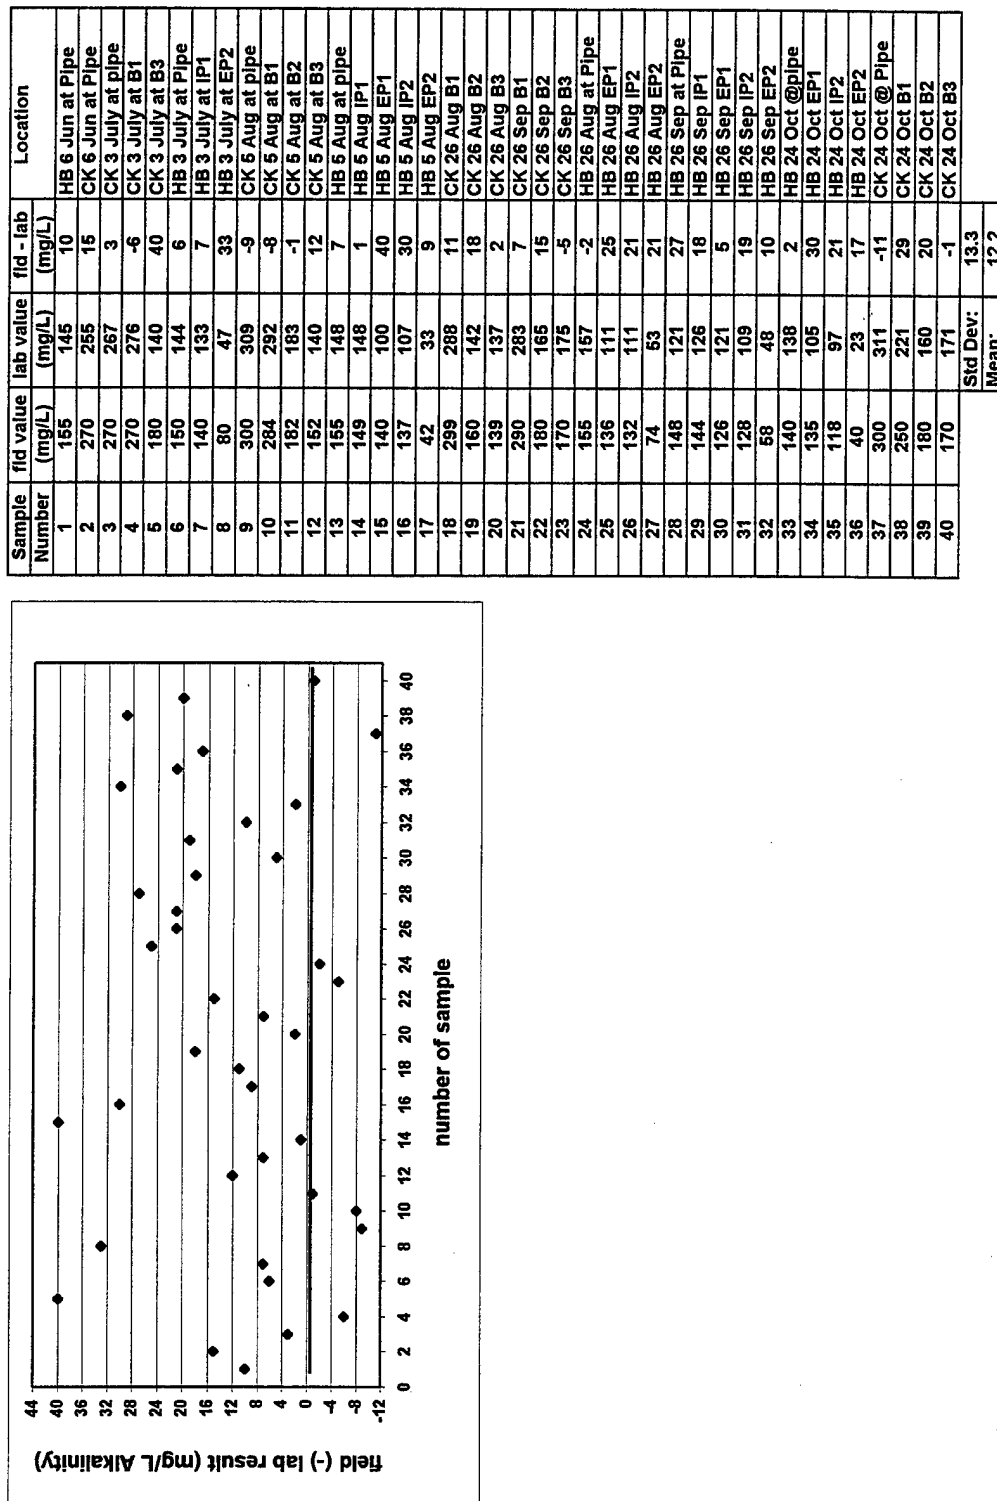 Sample fld value lab value fld - lab Location
Number (mg/L) (mg/L) (mg/L)
1 155 145 10 HB 6 Jun at Pipe
2 270 255 15 CK 6 Jun at Pipe
3 270 267 3 CK 3 July at pipe
4 270 276 -6 CK 3 July at B1
5 180 140 40 CK 3 July at B3
6 150 144 6 HB 3 July at Pipe
7 140 133 7 HB 3 July at IP1
8 80 47 33 HB 3 July at EP2
9 300 309 -9 CK 5 Aug at pipe
10 284 292 -8 CK 5 Aug at B1
11 182 183 -1 CK 5 Aug at B2
12 152 140 12 CK 5 Aug at B3
13 155 148 7 HB 5 Aug at pipe
14 149 148 1 HB 5 Aug IP1
15 140 100 40 HB 5 Aug EP1
16 137 107 30 HB 5 Aug IP2
17 42 33 9 HB 5 Aug EP2
18 299 288 11 CK 26 Aug B1
19 160 142 18 CK 26 Aug B2
20 139 137 2 CK 26 Aug B3
21 290 283 7 CK 26 Sep B1
22 180 165 15 CK 26 Sep B2
23 170 175 -5 CK 26 Sep B3
24 155 157 -2 HB 26 Aug at Pipe
25 136 111 25 HB 26 Aug EP1
26 132 111 21 HB 26 Aug IP2
27 74 53 21 HB 26 Aug EP2
28 148 121 27 HB 26 Sep at Pipe
29 144 126 18 HB 26 Sep IP1
30 126 121 5 HB 26 Sep EP1
31 128 109 19 HB 26 Sep IP2
32 58 48 10 HB 26 Sep EP2
33 140 138 2 HB 24 Oct @pipe
34 135 105 30 HB 24 Oct EP1
35 118 97 21 HB 24 Oct IP2
36 40 23 17 HB 24 Oct EP2
37 300 311 -11 CK 24 Oct @ Pipe
38 250 221 29 CK 24 Oct B1
39 180 160 20 CK 24 Oct B2
40 170 171 -1 CK 24 Oct B3
Std Dev: 13.3
Mean: 12.2
field (-) lab result (mg/L Alkalinity)
44
40
36
32
28
24
20
16
12
8
4
0
-4
-8
-12
0 2 4 6 8 10 12 14 16 18 20 22 24 26 28 30 32 34 36 38 40
number of sample